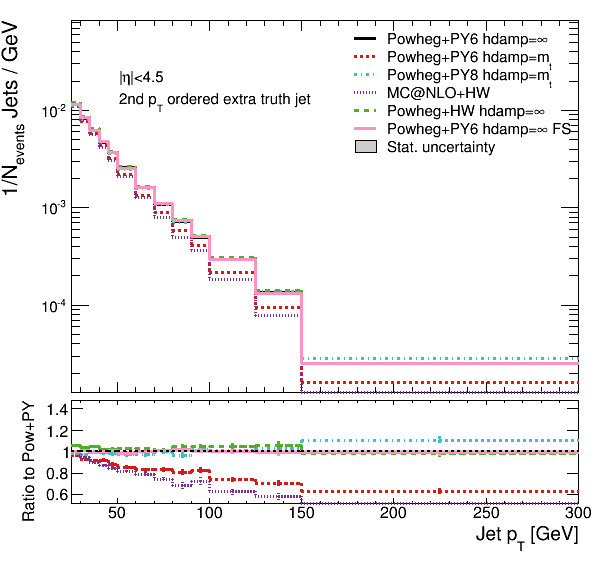 1/N_events Jets / GeV
|η|<4.5
2nd p_T ordered extra truth jet
Powheg+PY6 hdamp=∞
Powheg+PY6 hdamp=m_t
Powheg+PY8 hdamp=m_t
MC@NLO+HW
Powheg+HW hdamp=∞
Powheg+PY6 hdamp=∞ FS
Stat. uncertainty
10^-2
10^-3
10^-4
Ratio to Pow+PY
1.4
1.2
1
0.8
0.6
50 100 150 200 250 300
Jet p_T [GeV]